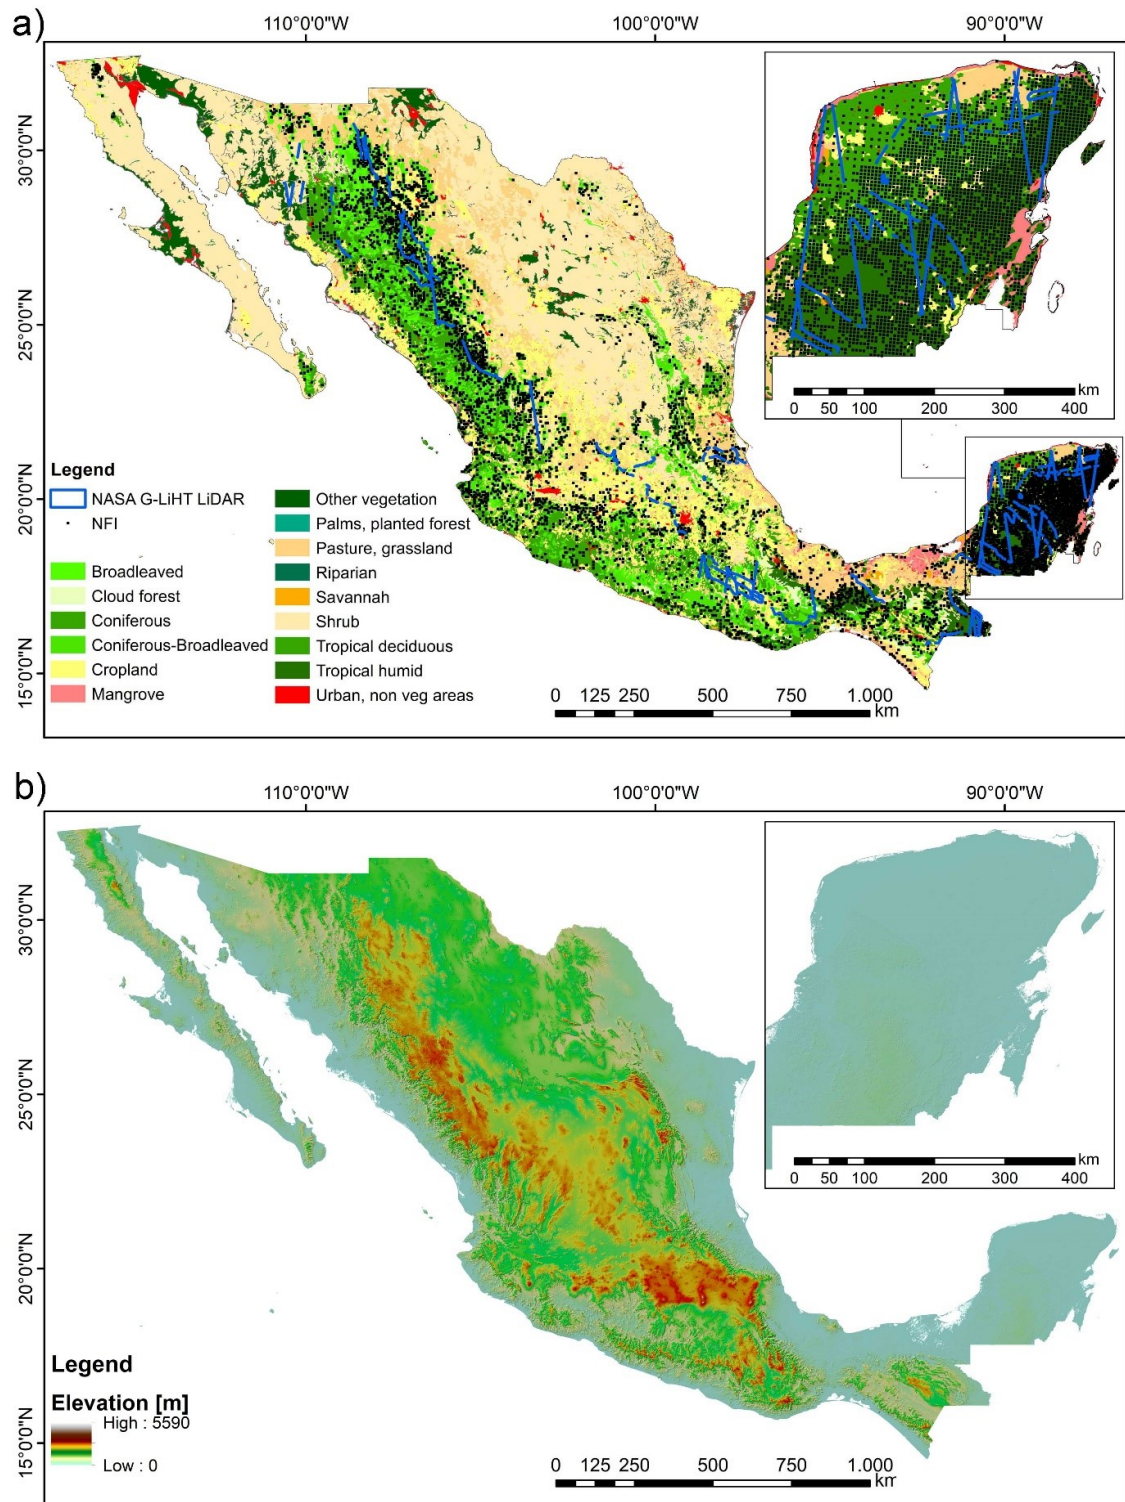 a)
110°0'0"W 100°0'0"W 90°0'0"W
30°0'0"N
25°0'0"N
20°0'0"N
15°0'0"N
km
0 50 100 200 300 400
Legend
NASA G-LiHT LiDAR
NFI
Broadleaved
Cloud forest
Coniferous
Coniferous-Broadleaved
Cropland
Mangrove
Other vegetation
Palms, planted forest
Pasture, grassland
Riparian
Savannah
Shrub
Tropical deciduous
Tropical humid
Urban, non veg areas
0 125 250 500 750 1.000
km
b)
110°0'0"W 100°0'0"W 90°0'0"W
30°0'0"N
25°0'0"N
20°0'0"N
15°0'0"N
km
0 50 100 200 300 400
Legend
Elevation [m]
High : 5590
Low : 0
0 125 250 500 750 1.000
km